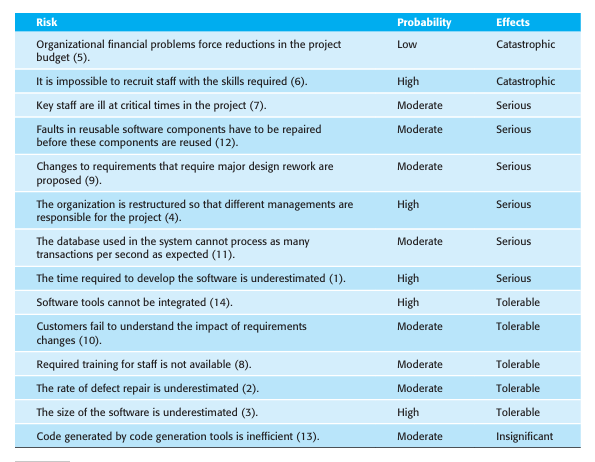 Risk Probability Effects
Organizational financial problems force reductions in the project Low Catastrophic
budget (5).
It is impossible to recruit staff with the skills required (6). High Catastrophic
Key staff are ill at critical times in the project (7). Moderate Serious
Faults in reusable software components have to be repaired Moderate Serious
before these components are reused (12).
Changes to requirements that require major design rework are Moderate Serious
proposed (9).
The organization is restructured so that different managements are High Serious
responsible for the project (4).
The database used in the system cannot process as many Moderate Serious
transactions per second as expected (11).
The time required to develop the software is underestimated (1). High Serious
Software tools cannot be integrated (14). High Tolerable
Customers fail to understand the impact of requirements Moderate Tolerable
changes (10).
Required training for staff is not available (8). Moderate Tolerable
The rate of defect repair is underestimated (2). Moderate Tolerable
The size of the software is underestimated (3). High Tolerable
Code generated by code generation tools is inefficient (13). Moderate Insignificant